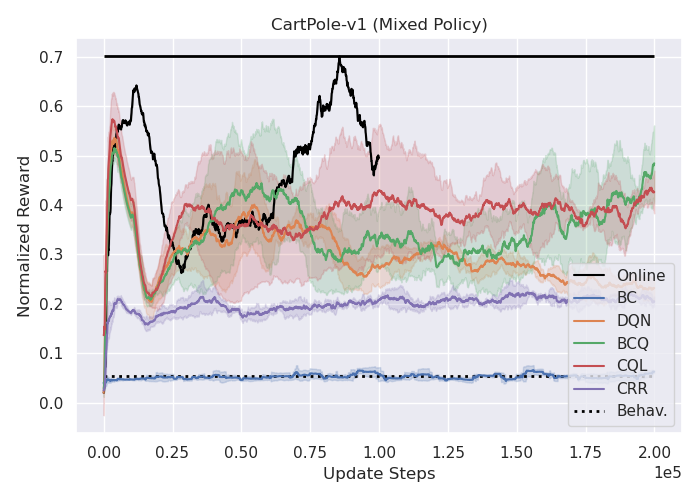 CartPole-v1 (Mixed Policy)
Normalized Reward
0.7
0.6
0.5
0.4
0.3
0.2
0.1
0.0
Online
BC
DQN
BCQ
CQL
CRR
Behav.
0.00 0.25 0.50 0.75 1.00 1.25 1.50 1.75 2.00
1e5
Update Steps